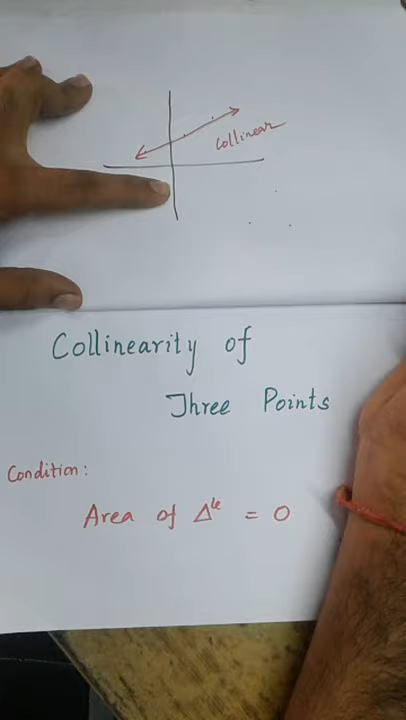 Collinear
Collinearity of
Three Points
Condition:
Area of Δle = 0